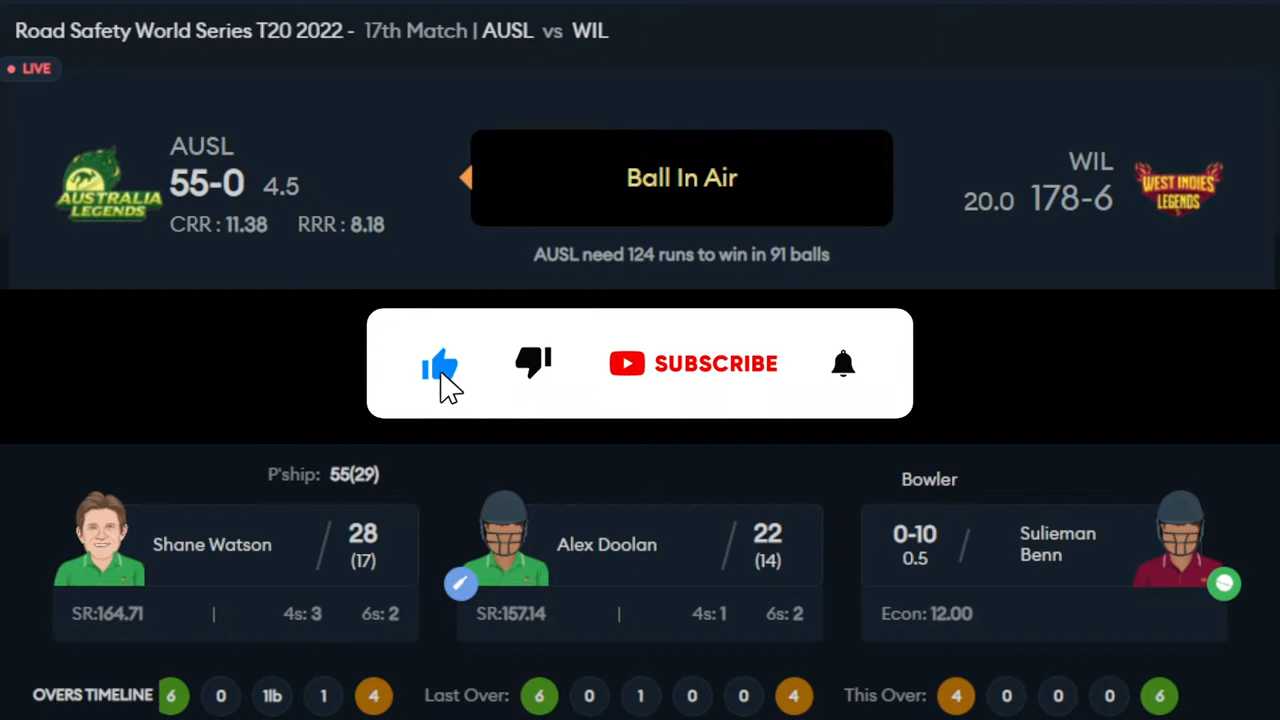 Road Safety World Series T20 2022 - 17th Match | AUSL vs WIL
LIVE
AUSTRALIA
LEGENDS
AUSL
55-0 4.5
CRR : 11.38 RRR : 8.18
Ball In Air
AUSL need 124 runs to win in 91 balls
WIL
20.0 178-6
WEST INDIES
LEGENDS
SUBSCRIBE
P'ship: 55(29)
Shane Watson
28
(17)
SR:164.71 | 4s: 3 6s: 2
Alex Doolan
22
(14)
SR:157.14 | 4s: 1 6s: 2
Bowler
0-10
0.5
Sulieman
Benn
Econ: 12.00
OVERS TIMELINE 6 0 1lb 1 4 Last Over: 6 0 1 0 0 4 This Over: 4 0 0 0 6